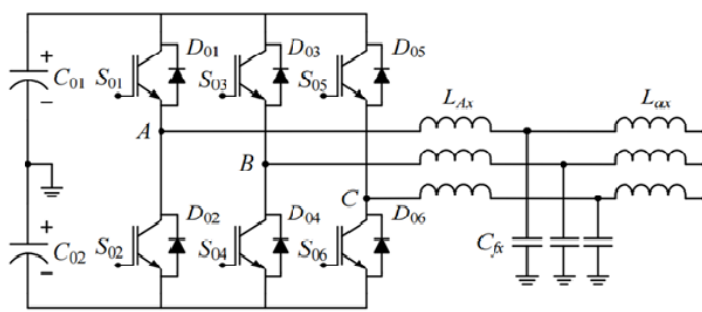 D01
D03
D05
+
C01
−
S01
S03
S05
LAx
Lax
A
B
C
D02
D04
D06
+
C02
−
S02
S04
S06
Cfx